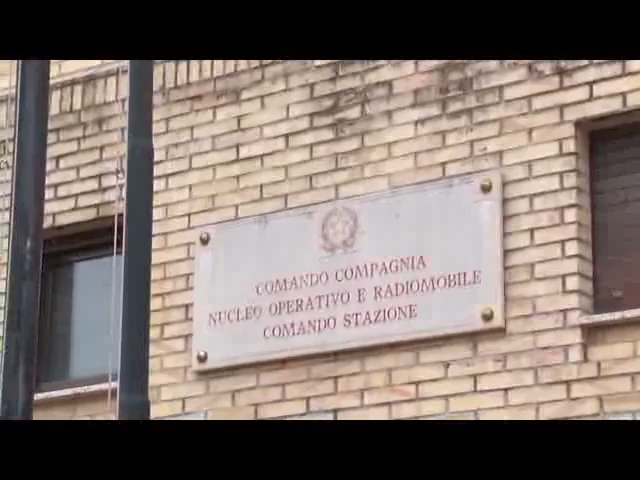 COMANDO COMPAGNIA
NUCLEO OPERATIVO E RADIOMOBILE
COMANDO STAZIONE